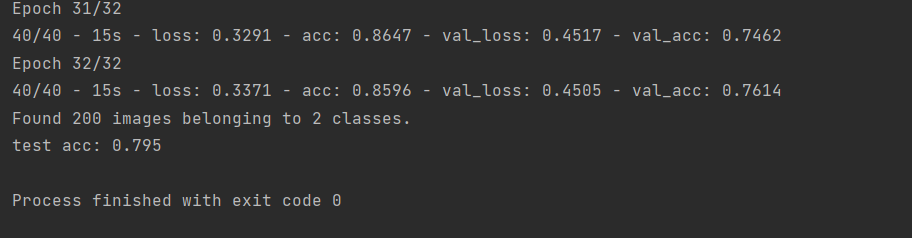 Epoch 31/32
40/40 - 15s - loss: 0.3291 - acc: 0.8647 - val_loss: 0.4517 - val_acc: 0.7462
Epoch 32/32
40/40 - 15s - loss: 0.3371 - acc: 0.8596 - val_loss: 0.4505 - val_acc: 0.7614
Found 200 images belonging to 2 classes.
test acc: 0.795
Process finished with exit code 0